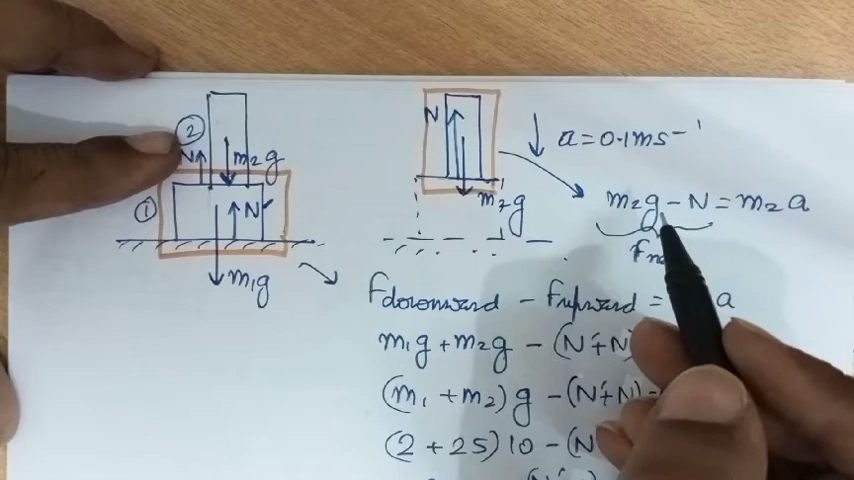 ②
N m₂g
① N'
m₁g
N
m₂g
a = 0.1ms⁻¹
m₂g - N = m₂a
Fdownward - Fupward = a
m₁g + m₂g - (N'+N)
(m₁ + m₂)g - (N'+N) =
(2 + 25) 10 - (N